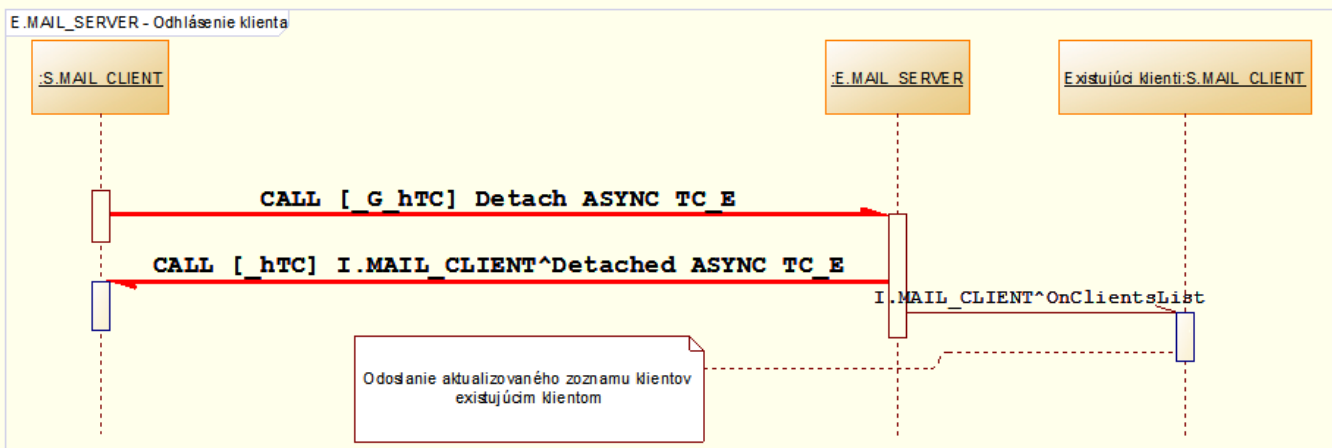 E.MAIL_SERVER - Odhlásenie klienta
:S.MAIL_CLIENT
:E.MAIL_SERVER
Existujúci klienti:S.MAIL_CLIENT
CALL [_G_hTC] Detach ASYNC TC_E
CALL [_hTC] I.MAIL_CLIENT^Detached ASYNC TC_E
I.MAIL_CLIENT^OnClientsList
Odoslanie aktualizovaného zoznamu klientov
existujúcim klientom